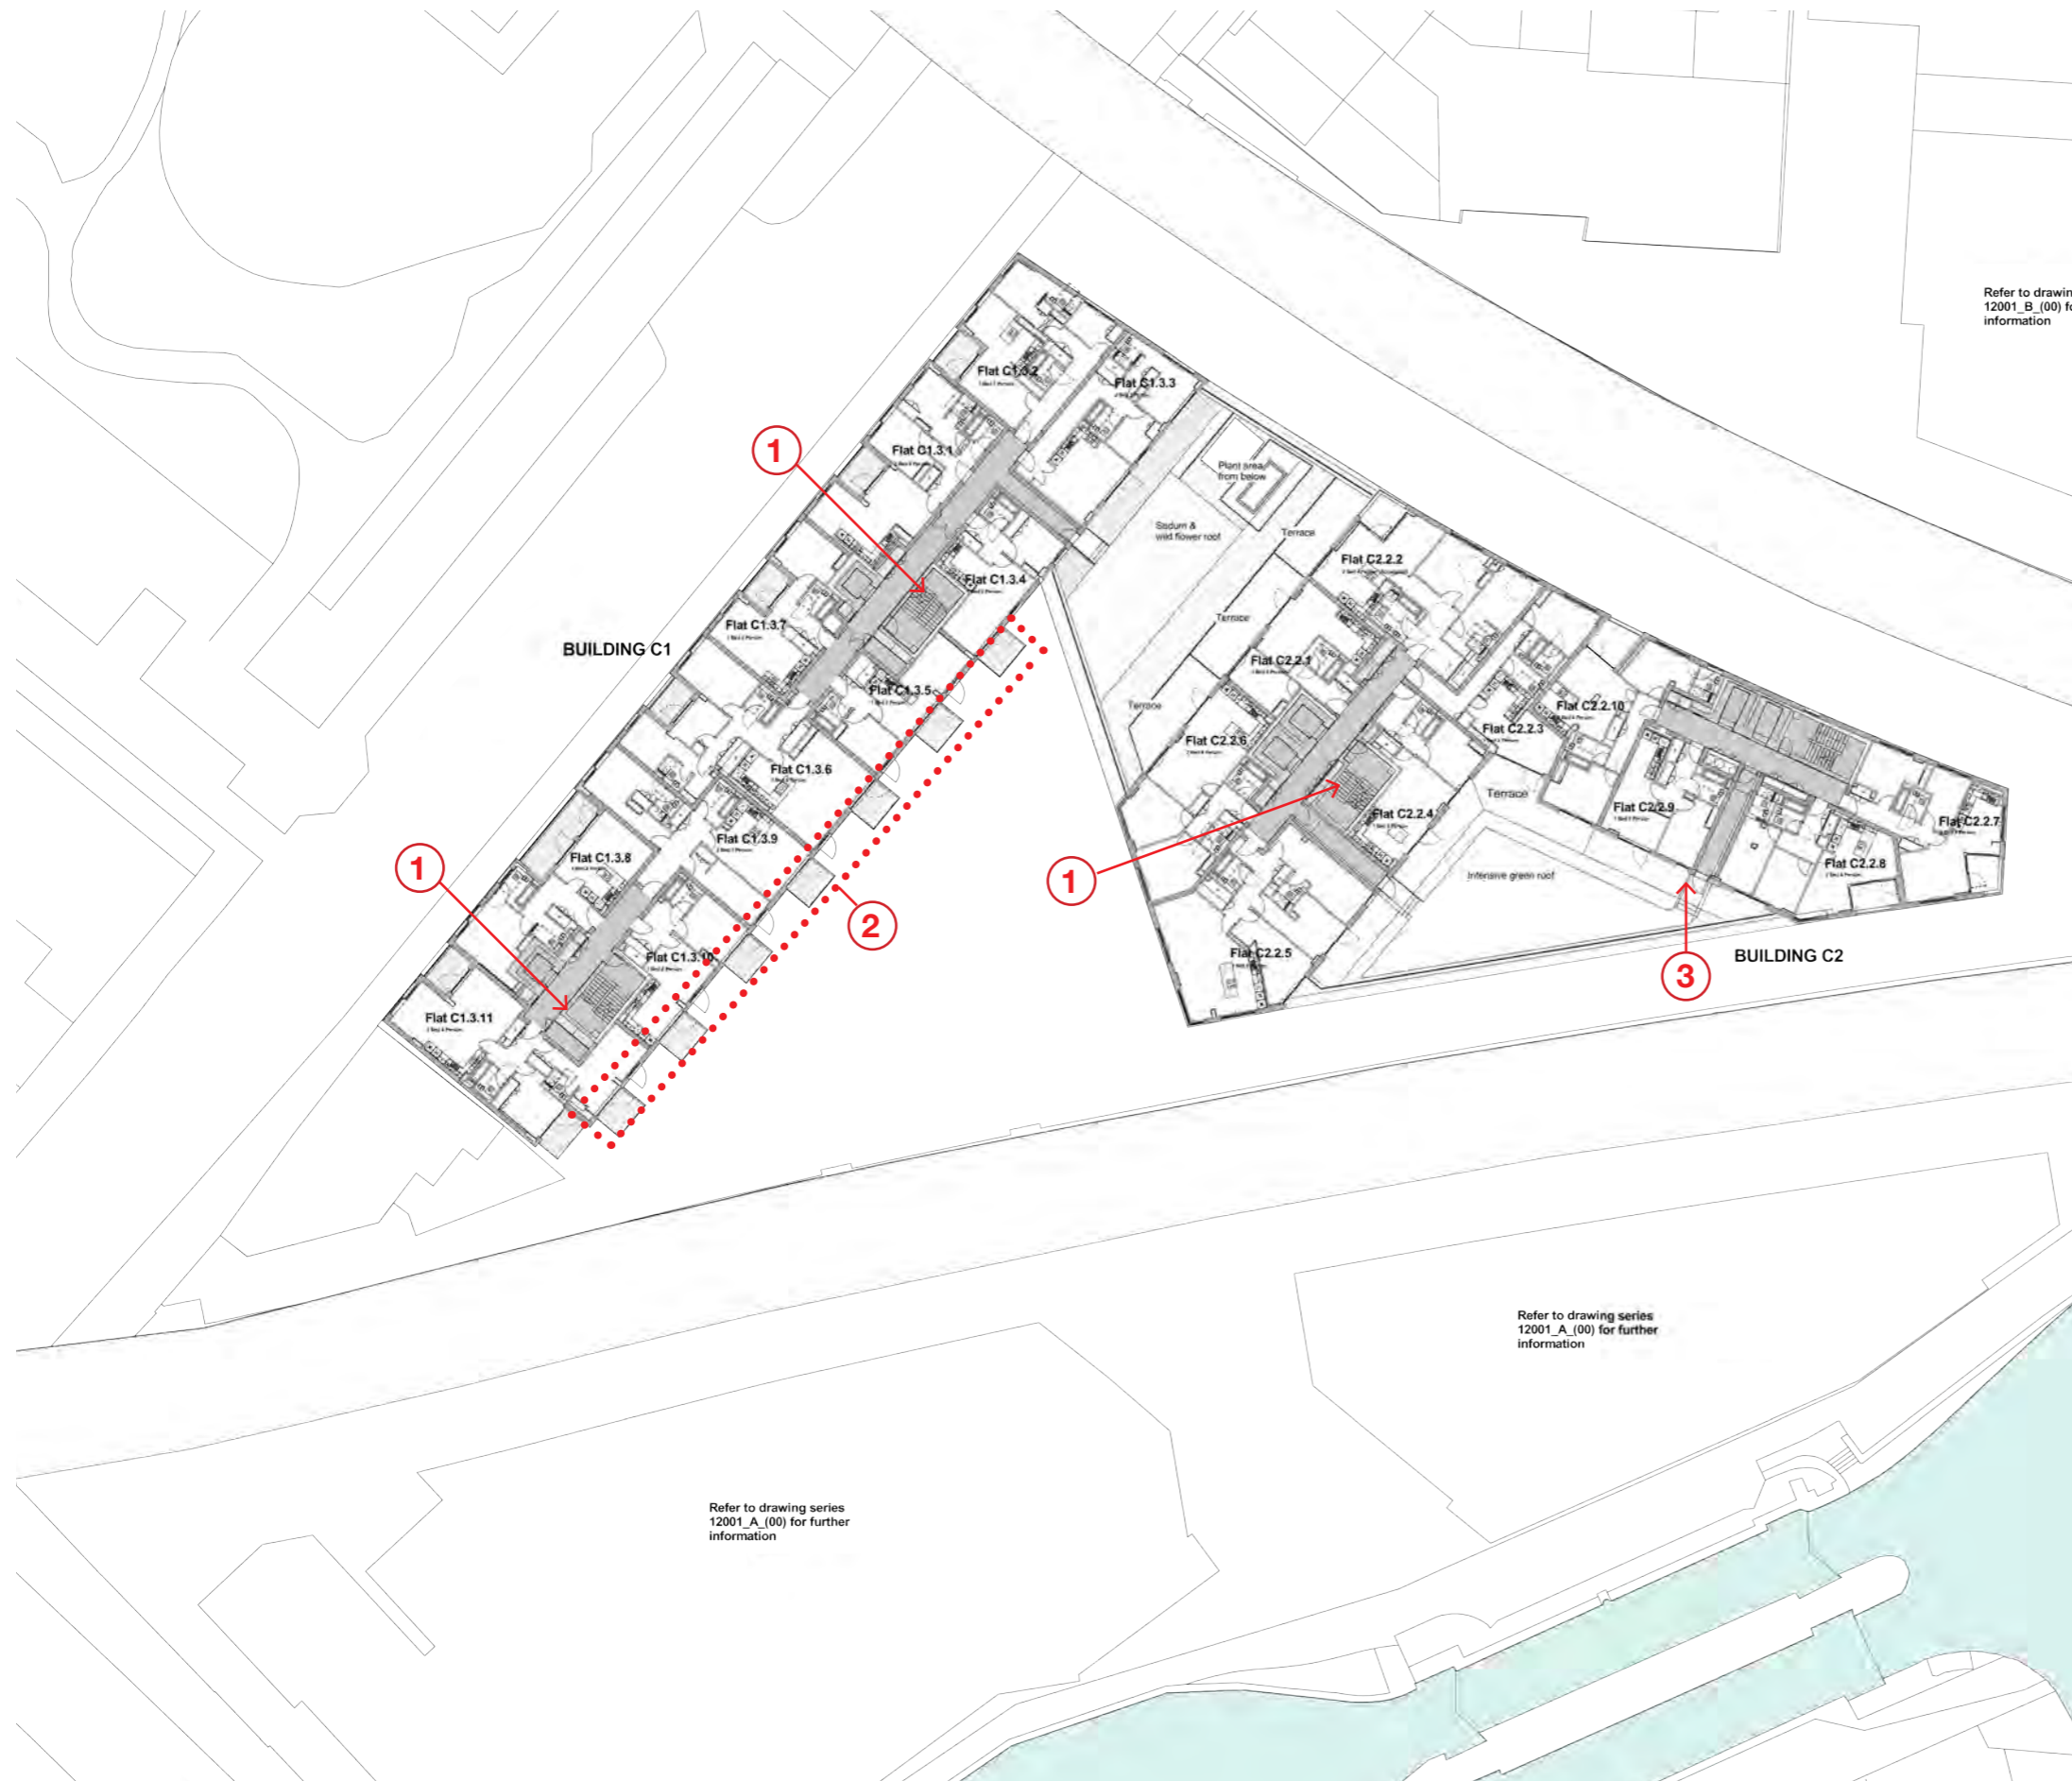 Refer to drawin
12001_B_(00) fo
information
Flat C1.3.2
Flat C1.3.3
1
Flat C1.3.1
Plant area
from below
Sedum &
wild flower roof
Terrace
Flat C2.2.2
Flat C1.3.4
Terrace
Flat C1.3.7
BUILDING C1
Flat C2.2.1
Flat C1.3.5
Terrace
Flat C2.2.10
Flat C2.2.3
Flat C2.2.6
Flat C1.3.6
Terrace
Flat C2.2.9
Flat C2.2.4
Flat C2.2.7
Flat C1.3.9
Flat C1.3.8
1
1
Flat C2.2.8
Intensive green roof
2
Flat C2.2.5
Flat C1.3.10
BUILDING C2
3
Flat C1.3.11
Refer to drawing series
12001_A_(00) for further
information
Refer to drawing series
12001_A_(00) for further
information